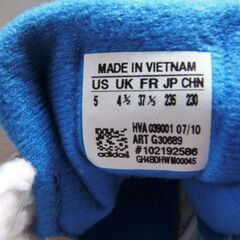 MADE IN VIETNAM
US UK FR JP CHN
5 4½ 37⅓ 235 230
HVA 039001 07/10
ART G30689
#102192586
GH4BDHWM00045
adidas